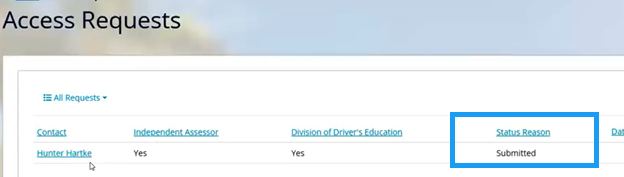 Access Requests
All Requests
Contact Independent Assessor Division of Driver's Education Status Reason
Hunter Hartke Yes Yes Submitted